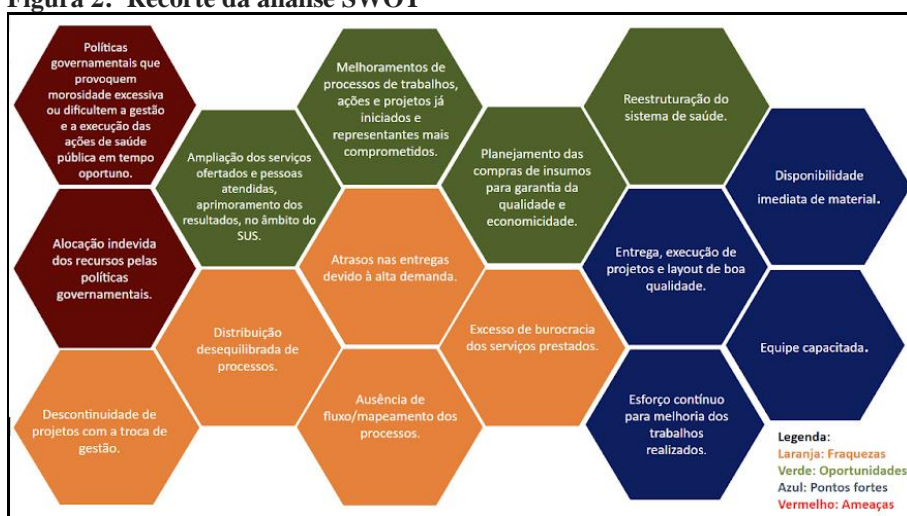 Figura 2: Recorte da análise SWOT
Políticas
governamentais que
provoquem
morosidade excessiva
ou dificultem a gestão
e a execução das
ações de saúde
pública em tempo
oportuno.
Melhoramentos de
processos de trabalhos,
ações e projetos já
iniciados e
representantes mais
comprometidos.
Reestruturação do
sistema de saúde.
Ampliação dos serviços
ofertados e pessoas
atendidas,
aprimoramento dos
resultados, no âmbito do
SUS.
Planejamento das
compras de insumos
para garantia da
qualidade e
economicidade.
Disponibilidade
imediata de material.
Alocação indevida
dos recursos pelas
políticas
governamentais.
Atrasos nas entregas
devido à alta demanda.
Entrega, execução de
projetos e layout de boa
qualidade.
Distribuição
desequilibrada de
processos.
Excesso de burocracia
dos serviços prestados.
Equipe capacitada.
Descontinuidade de
projetos com a troca de
gestão.
Ausência de
fluxo/mapeamento dos
processos.
Esforço contínuo
para melhoria dos
trabalhos
realizados.
Legenda:
Laranja: Fraquezas
Verde: Oportunidades
Azul: Pontos fortes
Vermelho: Ameaças